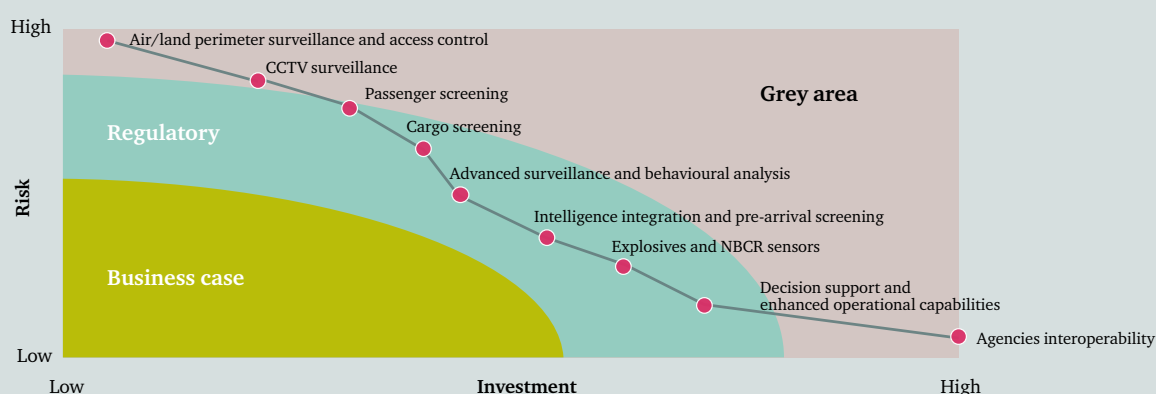 High
Air/land perimeter surveillance and access control
CCTV surveillance
Passenger screening
Grey area
Cargo screening
Regulatory
Advanced surveillance and behavioural analysis
Risk
Intelligence integration and pre-arrival screening
Explosives and NBCR sensors
Business case
Decision support and
enhanced operational capabilities
Agencies interoperability
Low
Low
Investment
High